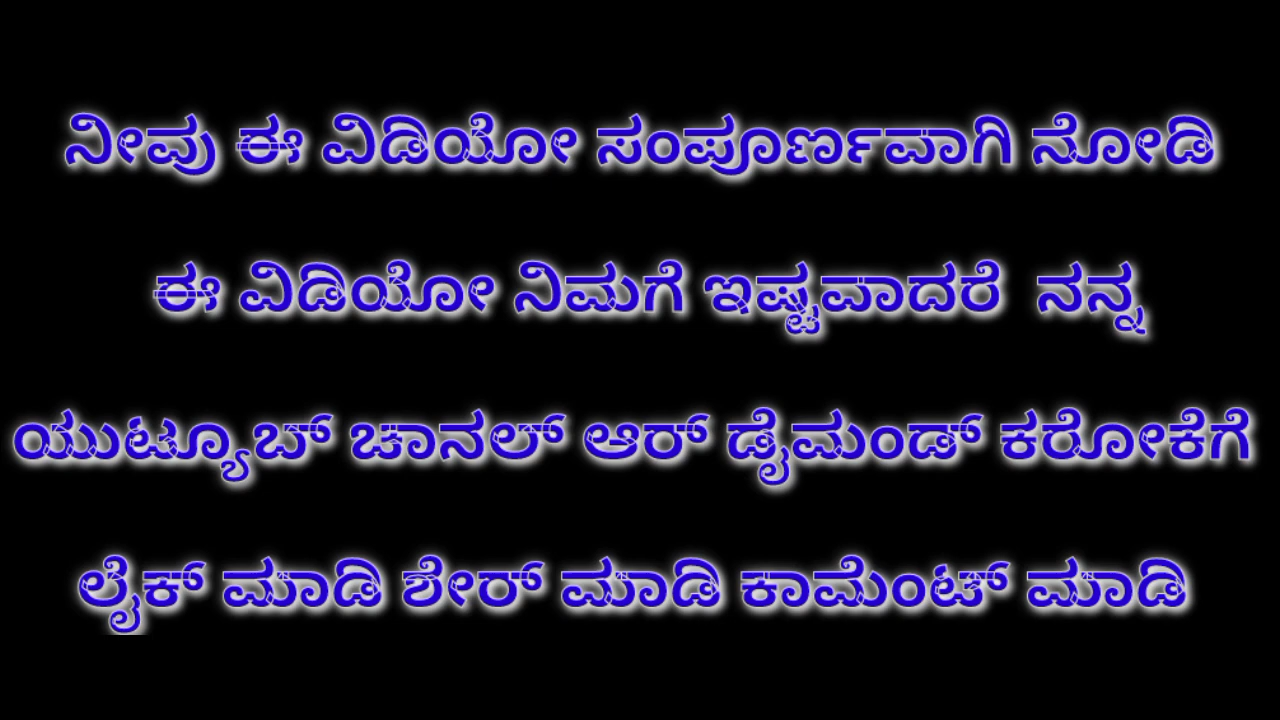 ನೀವು ಈ ವಿಡಿಯೋ ಸಂಪೂರ್ಣವಾಗಿ ನೋಡಿ
ಈ ವಿಡಿಯೋ ನಿಮಗೆ ಇಷ್ಟವಾದರೆ ನನ್ನ
ಯುಟ್ಯೂಬ್ ಚಾನಲ್ ಆರ್ ಡೈಮಂಡ್ ಕರೋಕೆಗೆ
ಲೈಕ್ ಮಾಡಿ ಶೇರ್ ಮಾಡಿ ಕಾಮೆಂಟ್ ಮಾಡಿ